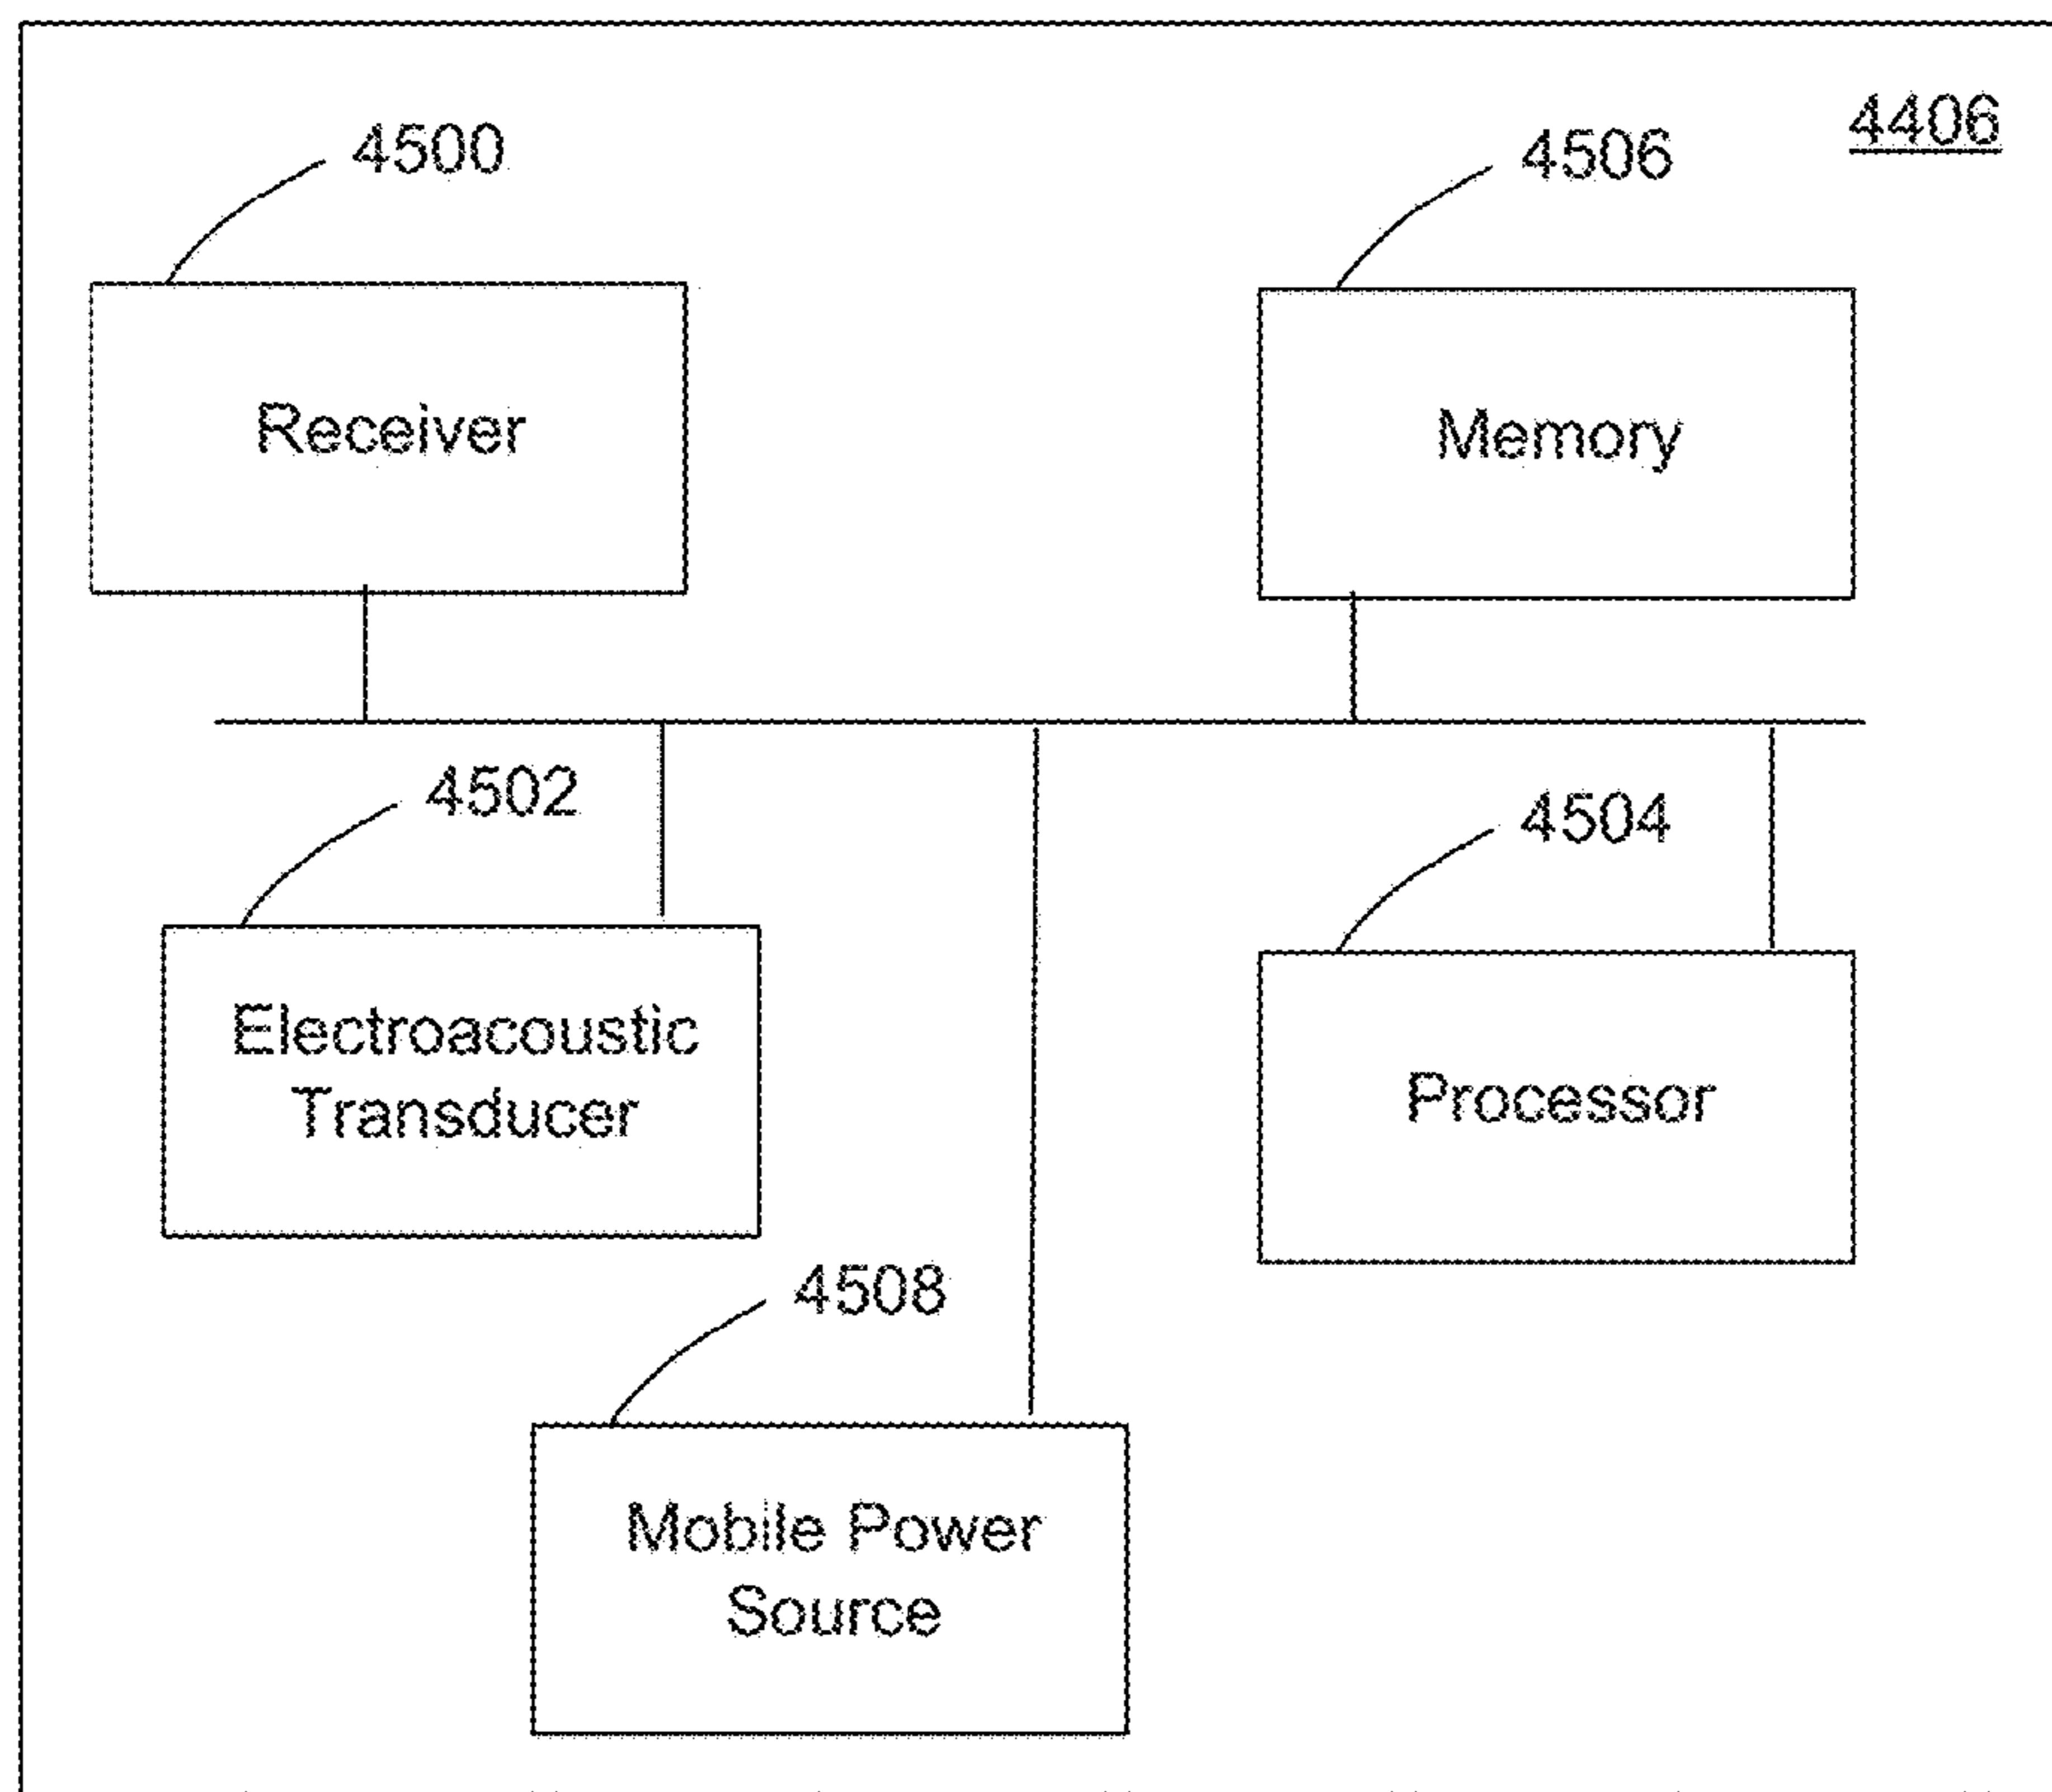 4406
4500
4506
Receiver
Memory
4502
4504
Electroacoustic
Transducer
Processor
4508
Mobile Power
Source